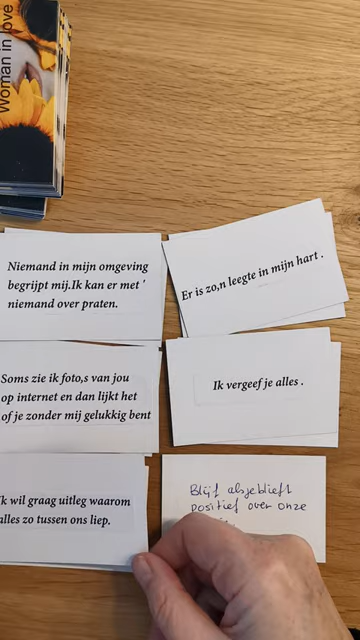 Woman in love
Niemand in mijn omgeving
begrijpt mij.Ik kan er met '
niemand over praten.
Er is zo,n leegte in mijn hart .
Soms zie ik foto,s van jou
op internet en dan lijkt het
of je zonder mij gelukkig bent
Ik vergeef je alles .
Ik wil graag uitleg waarom
alles zo tussen ons liep.
Blijf alsjeblieft
positief over onze